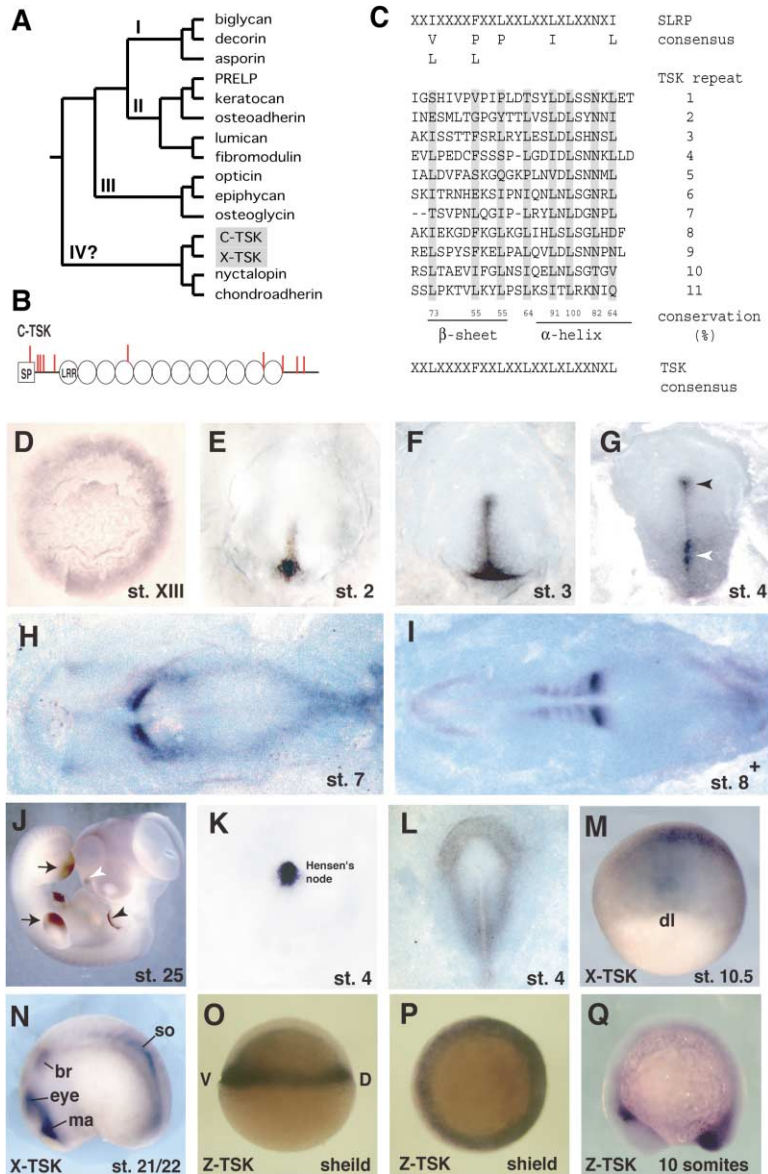 A
I
biglycan
decorin
asporin
II
PRELP
keratocan
osteoadherin
lumican
fibromodulin
III
opticin
epiphycan
osteoglycin
IV?
C-TSK
X-TSK
nyctalopin
chondroadherin
B
C-TSK
SP
LRR
C
XXIXXXXFXXLXXLXXLXLXXNXI SLRP
V P P I L consensus
L L
TSK repeat
IGSHIVPVPIPLDTSYLDLSSNKLET 1
INESMLTGPGYTTLVSLDLSYNNI 2
AKISSTTFSRLRYLESLDLSHNSL 3
EVLPEDCFSSSP-LGDIDLSNNKLLD 4
IALDVFASKGQGKPLNVDLSNNML 5
SKITRNHEKSIPNIQNLNLSGNRL 6
--TSVPNLQGIP-LRYLNLDGNPL 7
AKIEKGDFKGLKGLIHLSLSGLHDF 8
RELSPYSFKELPALQVLDLSNNPNL 9
RSLTAEVIFGLNSIQELNLSGTGV 10
SSLPKTVLKYLPSLKSITLRKNIQ 11
73 55 55 64 91 100 82 64 conservation
β-sheet α-helix (%)
XXLXXXXFXXLXXLXXLXLXXNXL TSK
consensus
D
st. XIII
E
st. 2
F
st. 3
G
st. 4
H
st. 7
I
st. 8+
J
st. 25
K
Hensen's
node
st. 4
L
st. 4
M
dl
X-TSK st. 10.5
N
so
br
eye
ma
X-TSK st. 21/22
O
V D
Z-TSK sheild
P
Z-TSK shield
Q
Z-TSK 10 somites